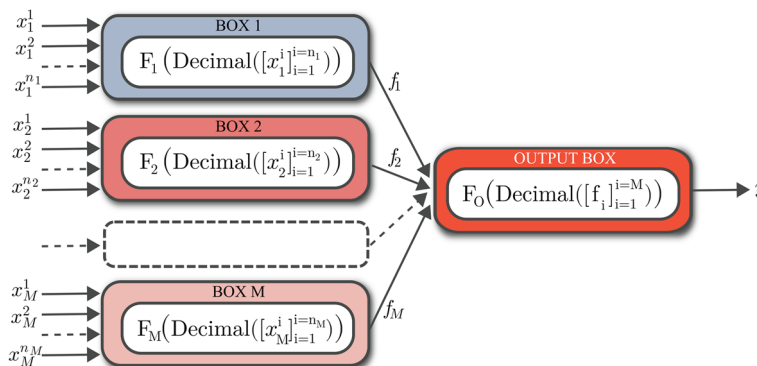 BOX 1
x_1^1
x_1^2
x_1^{n_1}
F_1(Decimal([x_1^i]_{i=1}^{i=n_1}))
f_1
BOX 2
x_2^1
x_2^2
x_2^{n_2}
F_2(Decimal([x_2^i]_{i=1}^{i=n_2}))
f_2
OUTPUT BOX
F_O(Decimal([f_i]_{i=1}^{i=M}))
BOX M
x_M^1
x_M^2
x_M^{n_M}
F_M(Decimal([x_M^i]_{i=1}^{i=n_M}))
f_M